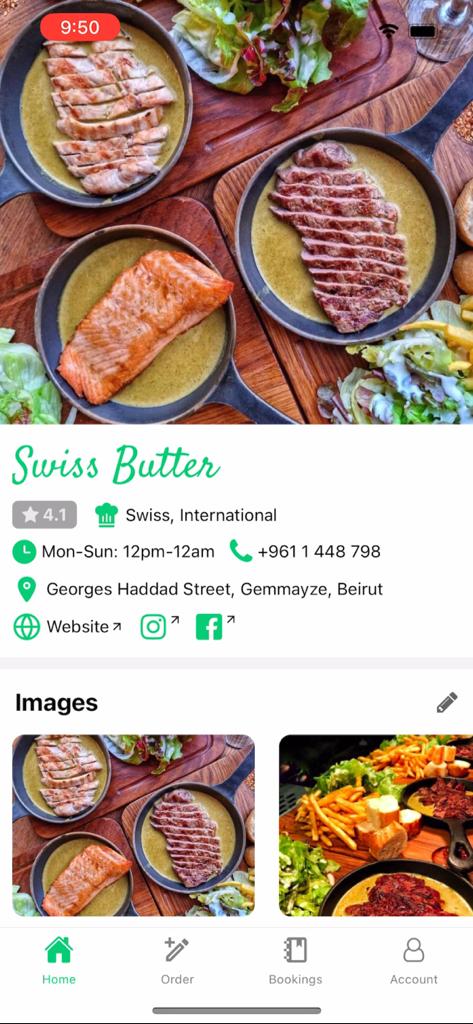 9:50
Swiss Butter
4.1 Swiss, International
Mon-Sun: 12pm-12am +961 1 448 798
Georges Haddad Street, Gemmayze, Beirut
Website
Images
Home Order Bookings Account